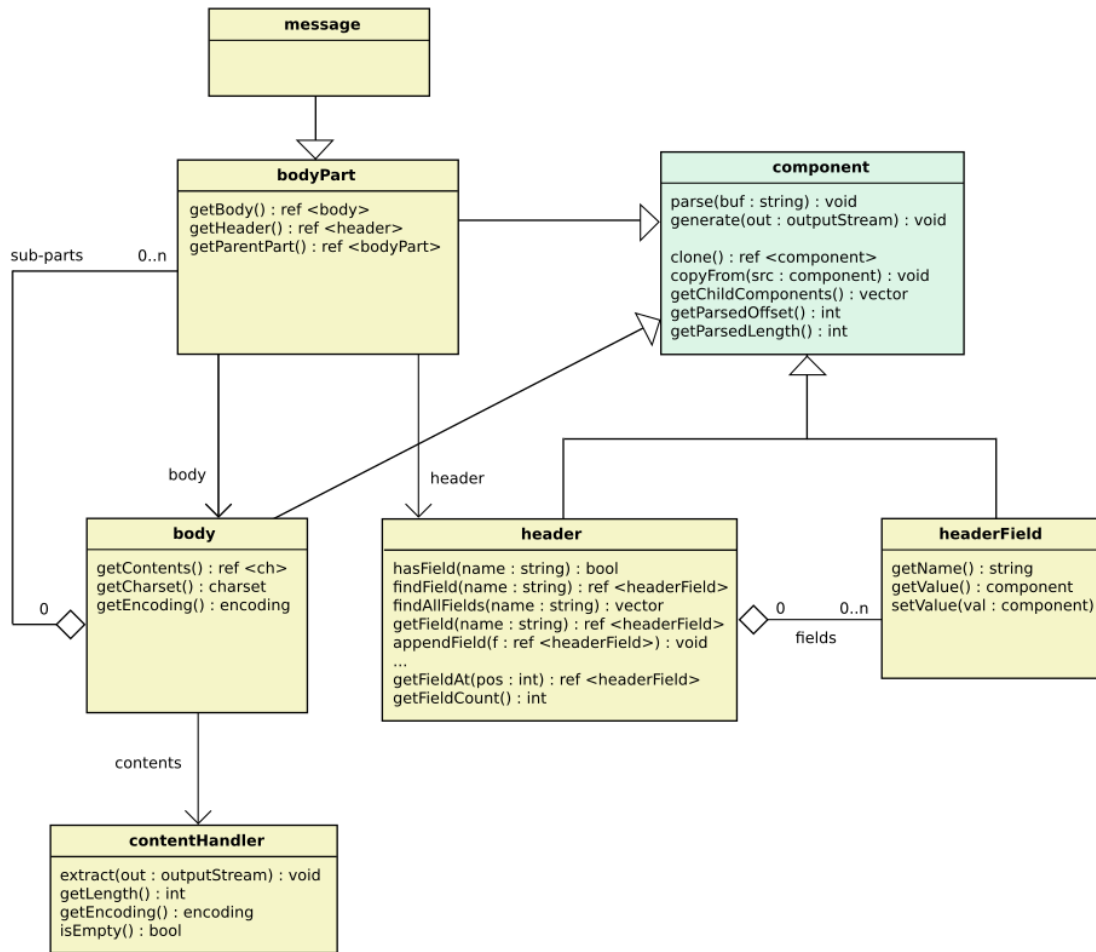 message
bodyPart
getBody() : ref <body>
getHeader() : ref <header>
getParentPart() : ref <bodyPart>
component
parse(buf : string) : void
generate(out : outputStream) : void
clone() : ref <component>
copyFrom(src : component) : void
getChildComponents() : vector
getParsedOffset() : int
getParsedLength() : int
sub-parts
0..n
body
header
body
getContents() : ref <ch>
getCharset() : charset
getEncoding() : encoding
0
header
hasField(name : string) : bool
findField(name : string) : ref <headerField>
findAllFields(name : string) : vector
getField(name : string) : ref <headerField>
appendField(f : ref <headerField>) : void
...
getFieldAt(pos : int) : ref <headerField>
getFieldCount() : int
0
0..n
fields
headerField
getName() : string
getValue() : component
setValue(val : component)
contents
contentHandler
extract(out : outputStream) : void
getLength() : int
getEncoding() : encoding
isEmpty() : bool